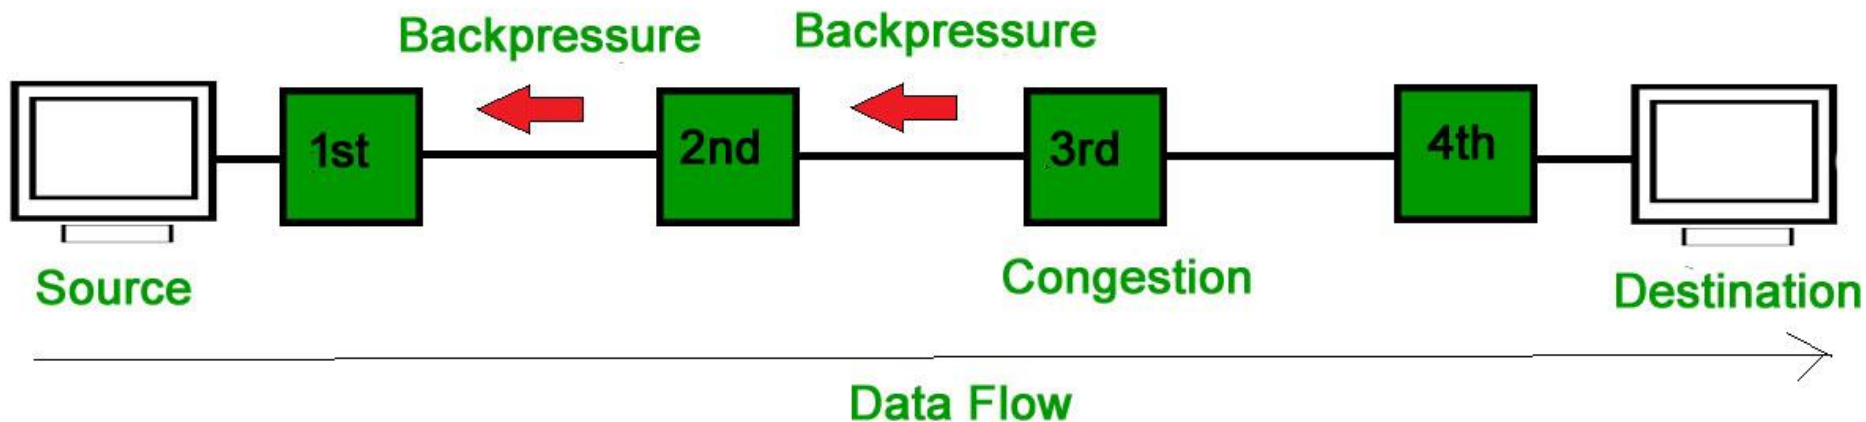 Backpressure Backpressure
1st 2nd 3rd 4th
Source Congestion Destination
Data Flow